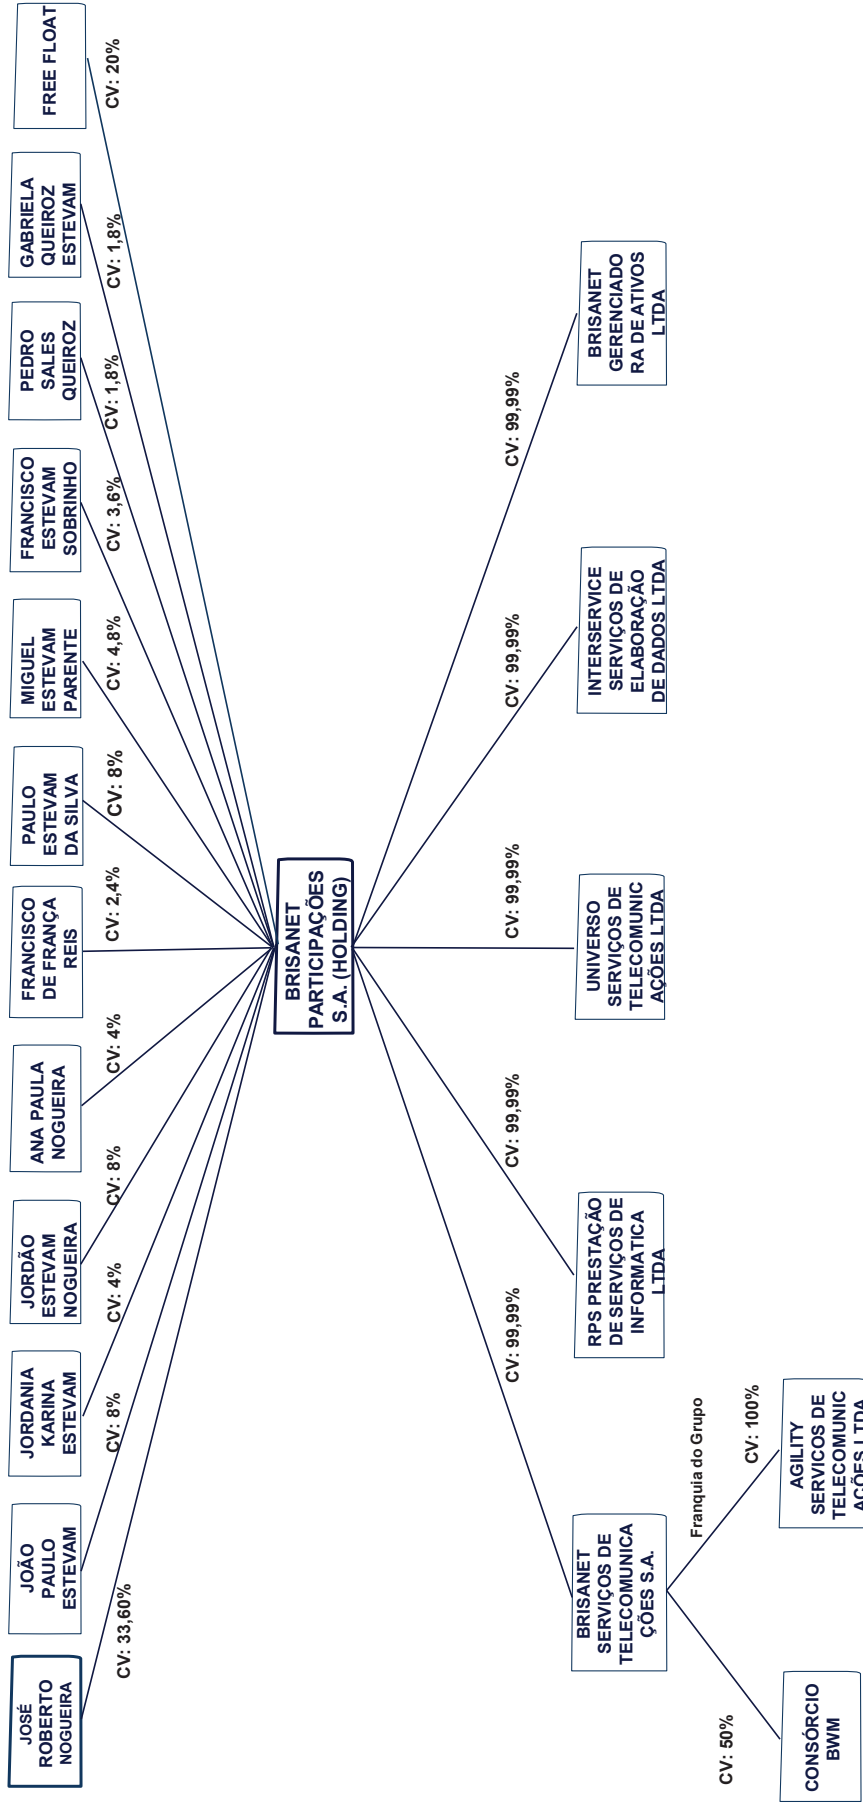 JOSÉ
ROBERTO
NOGUEIRA
JOÃO
PAULO
ESTEVAM
JORDANIA
KARINA
ESTEVAM
JORDÃO
ESTEVAM
NOGUEIRA
ANA PAULA
NOGUEIRA
FRANCISCO
DE FRANÇA
REIS
PAULO
ESTEVAM
DA SILVA
MIGUEL
ESTEVAM
PARENTE
FRANCISCO
ESTEVAM
SOBRINHO
PEDRO
SALES
QUEIROZ
GABRIELA
QUEIROZ
ESTEVAM
FREE FLOAT
CV: 33,60%
CV: 8%
CV: 4%
CV: 8%
CV: 4%
CV: 2,4%
CV: 8%
CV: 4,8%
CV: 3,6%
CV: 1,8%
CV: 1,8%
CV: 20%
BRISANET
PARTICIPAÇÕES
S.A. (HOLDING)
CV: 99,99%
CV: 99,99%
CV: 99,99%
CV: 99,99%
CV: 99,99%
BRISANET
SERVIÇOS DE
TELECOMUNICA
ÇÕES S.A.
RPS PRESTAÇÃO
DE SERVIÇOS DE
INFORMATICA
LTDA
UNIVERSO
SERVIÇOS DE
TELECOMUNIC
AÇÕES LTDA
INTERSERVICE
SERVIÇOS DE
ELABORAÇÃO
DE DADOS LTDA
BRISANET
GERENCIADO
RA DE ATIVOS
LTDA
CV: 50%
Franquia do Grupo
CV: 100%
CONSÓRCIO
BWM
AGILITY
SERVICOS DE
TELECOMUNIC
AÇÕES LTDA